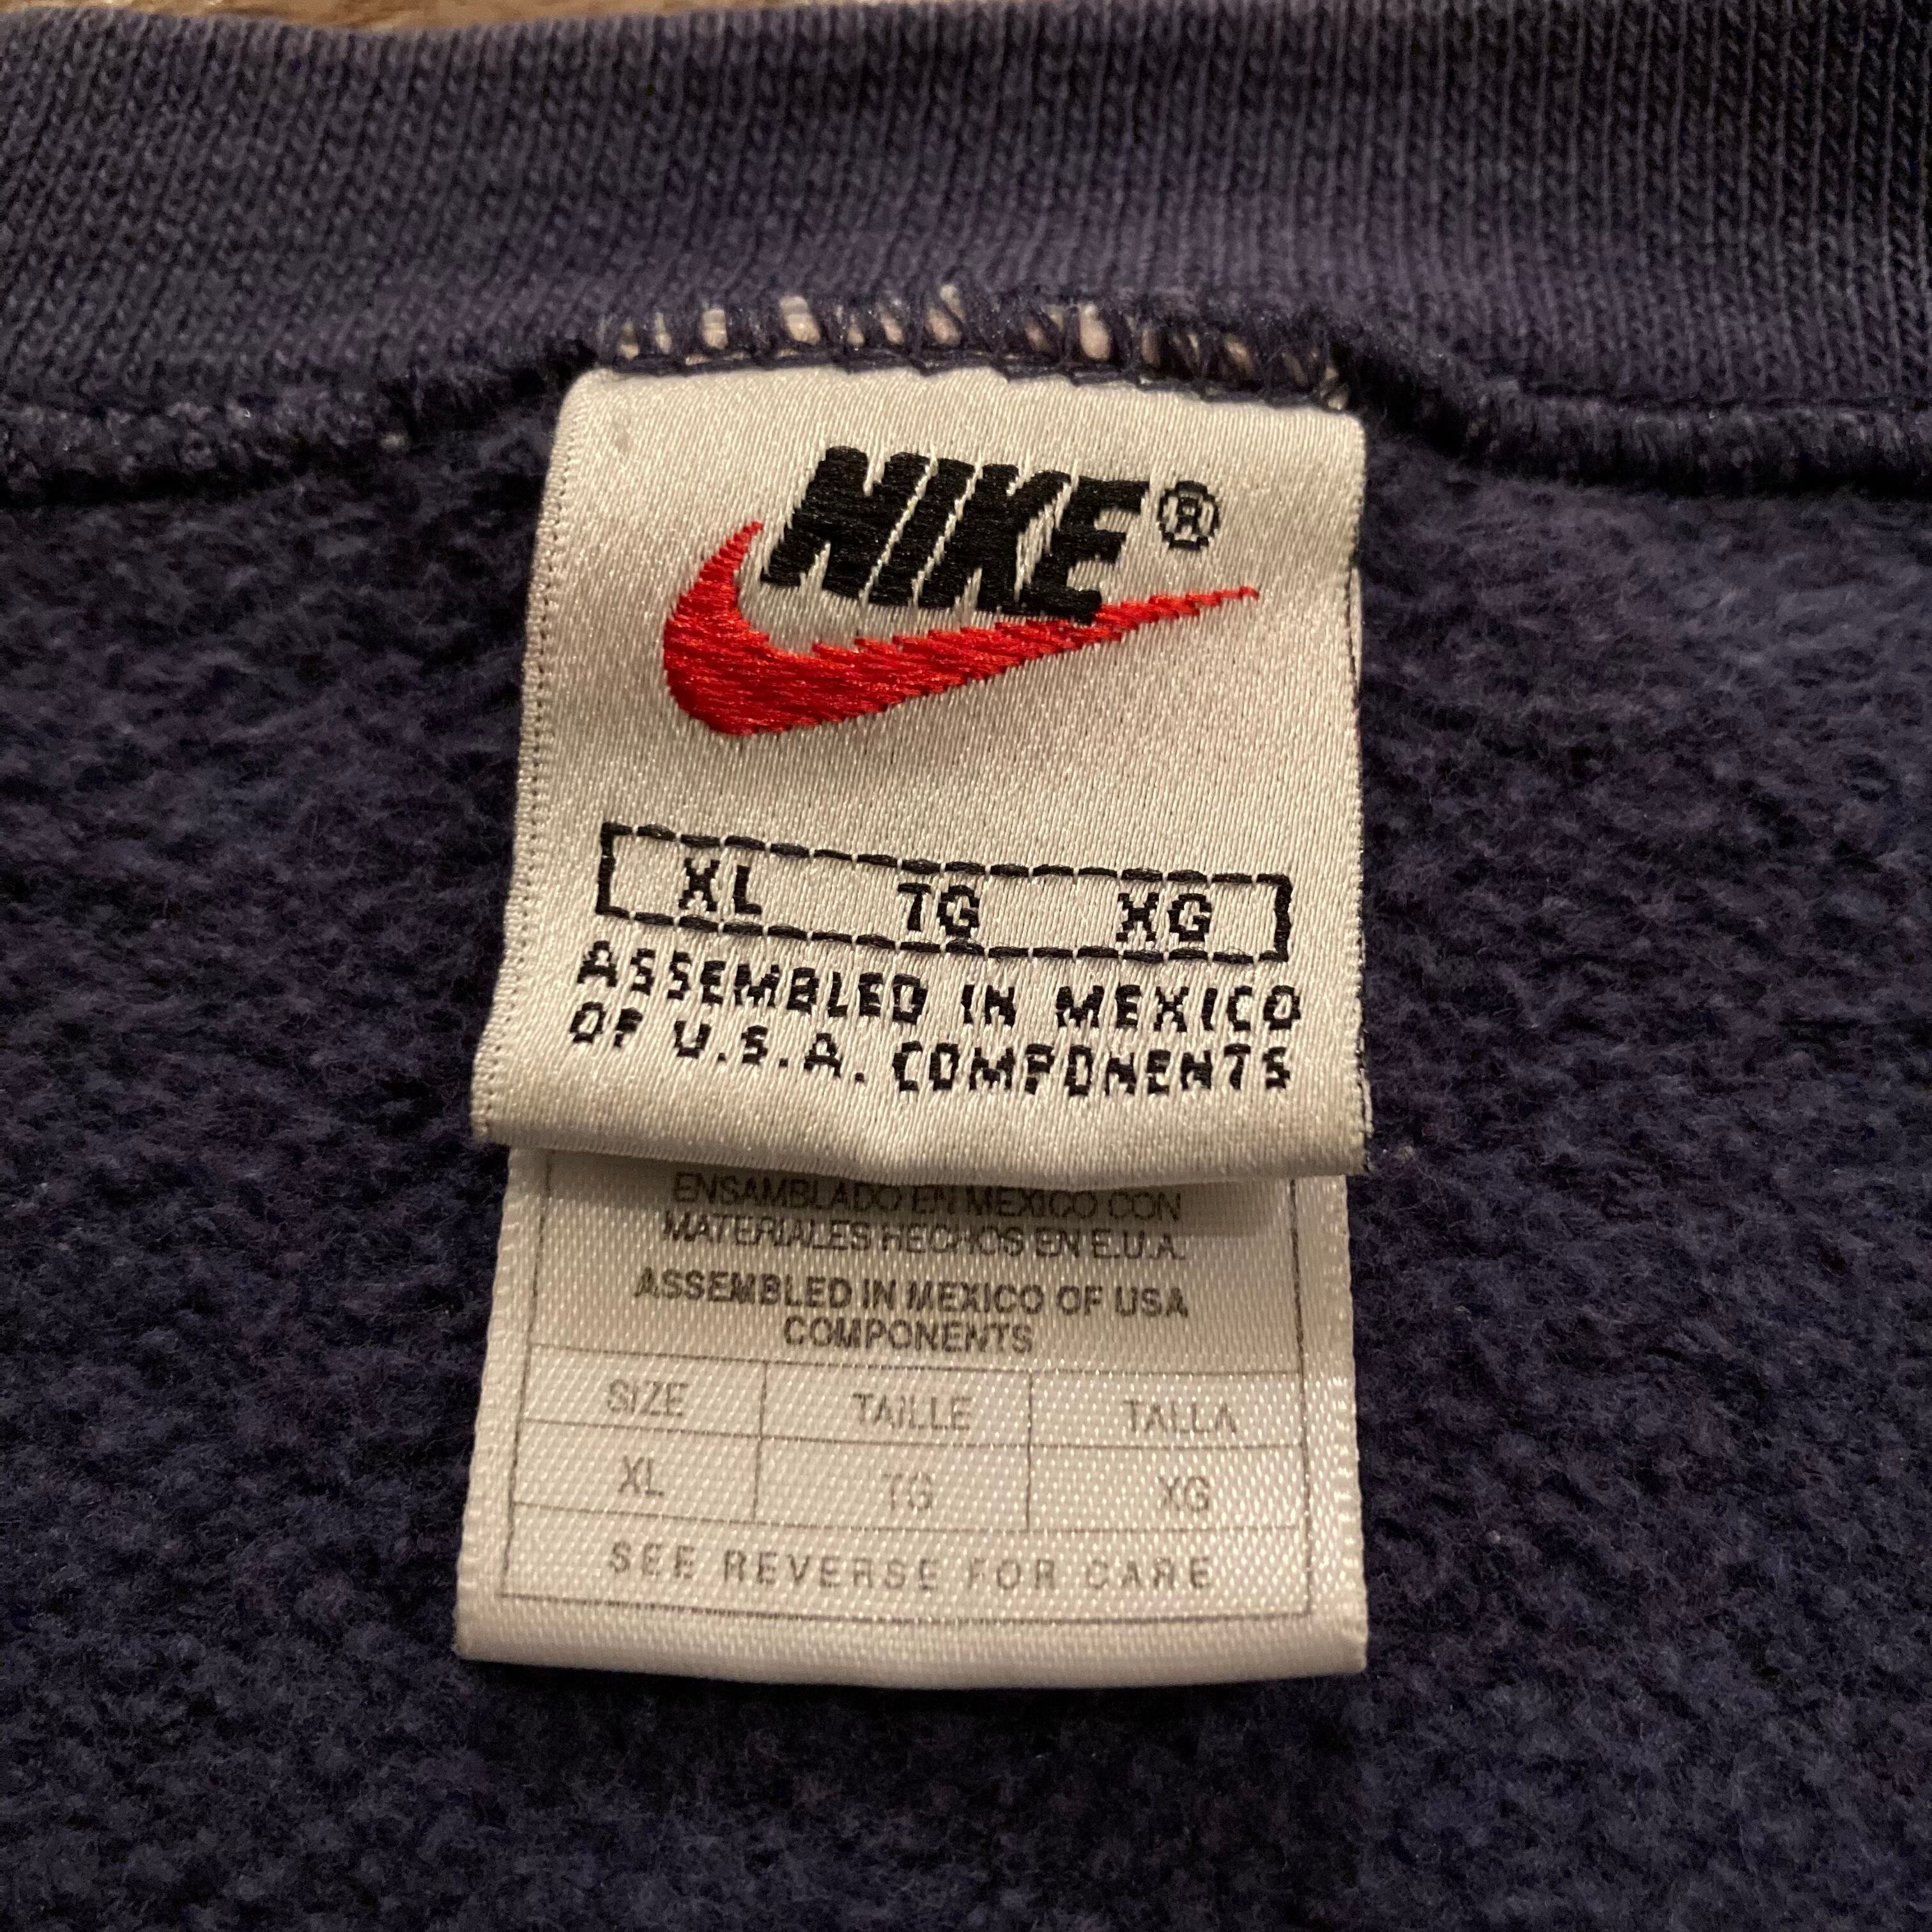 NIKE®
XL TG XG
ASSEMBLED IN MEXICO
OF U.S.A. COMPONENTS
ENSAMBLADO EN MEXICO CON
MATERIALES HECHOS EN E.U.A.
ASSEMBLED IN MEXICO OF USA
COMPONENTS
SIZE TAILLE TALLA
XL TG XG
SEE REVERSE FOR CARE